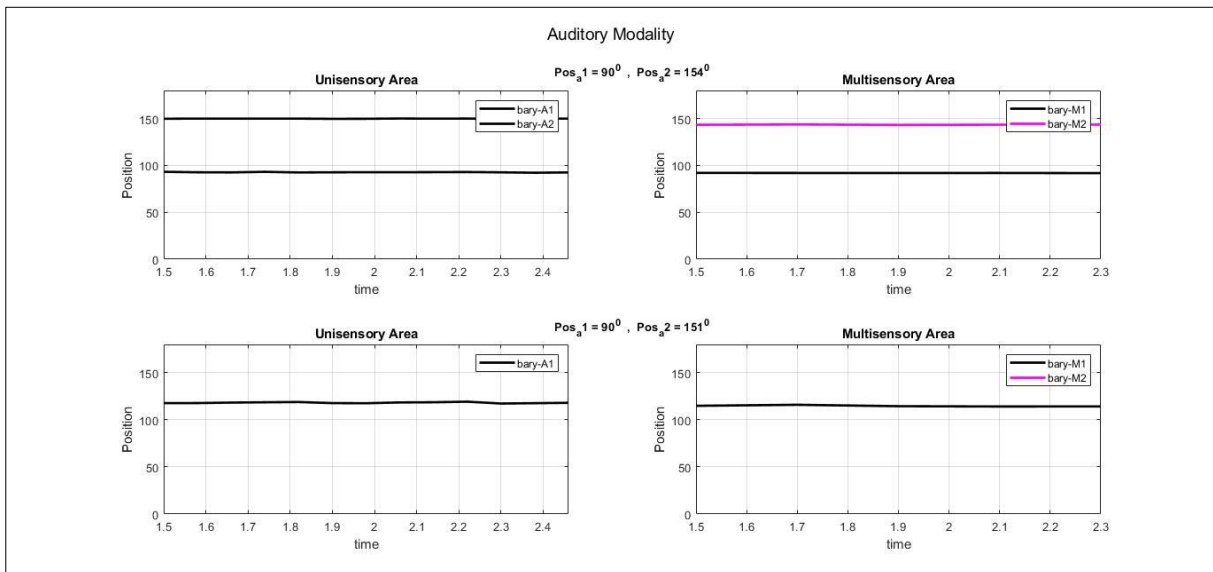 Auditory Modality
Pos_a1 = 90^0 , Pos_a2 = 154^0
Unisensory Area
bary-A1
bary-A2
Position
150
100
50
0
1.5 1.6 1.7 1.8 1.9 2 2.1 2.2 2.3 2.4
time
Multisensory Area
bary-M1
bary-M2
Position
150
100
50
0
1.5 1.6 1.7 1.8 1.9 2 2.1 2.2 2.3
time
Pos_a1 = 90^0 , Pos_a2 = 151^0
Unisensory Area
bary-A1
Position
150
100
50
0
1.5 1.6 1.7 1.8 1.9 2 2.1 2.2 2.3 2.4
time
Multisensory Area
bary-M1
bary-M2
Position
150
100
50
0
1.5 1.6 1.7 1.8 1.9 2 2.1 2.2 2.3
time